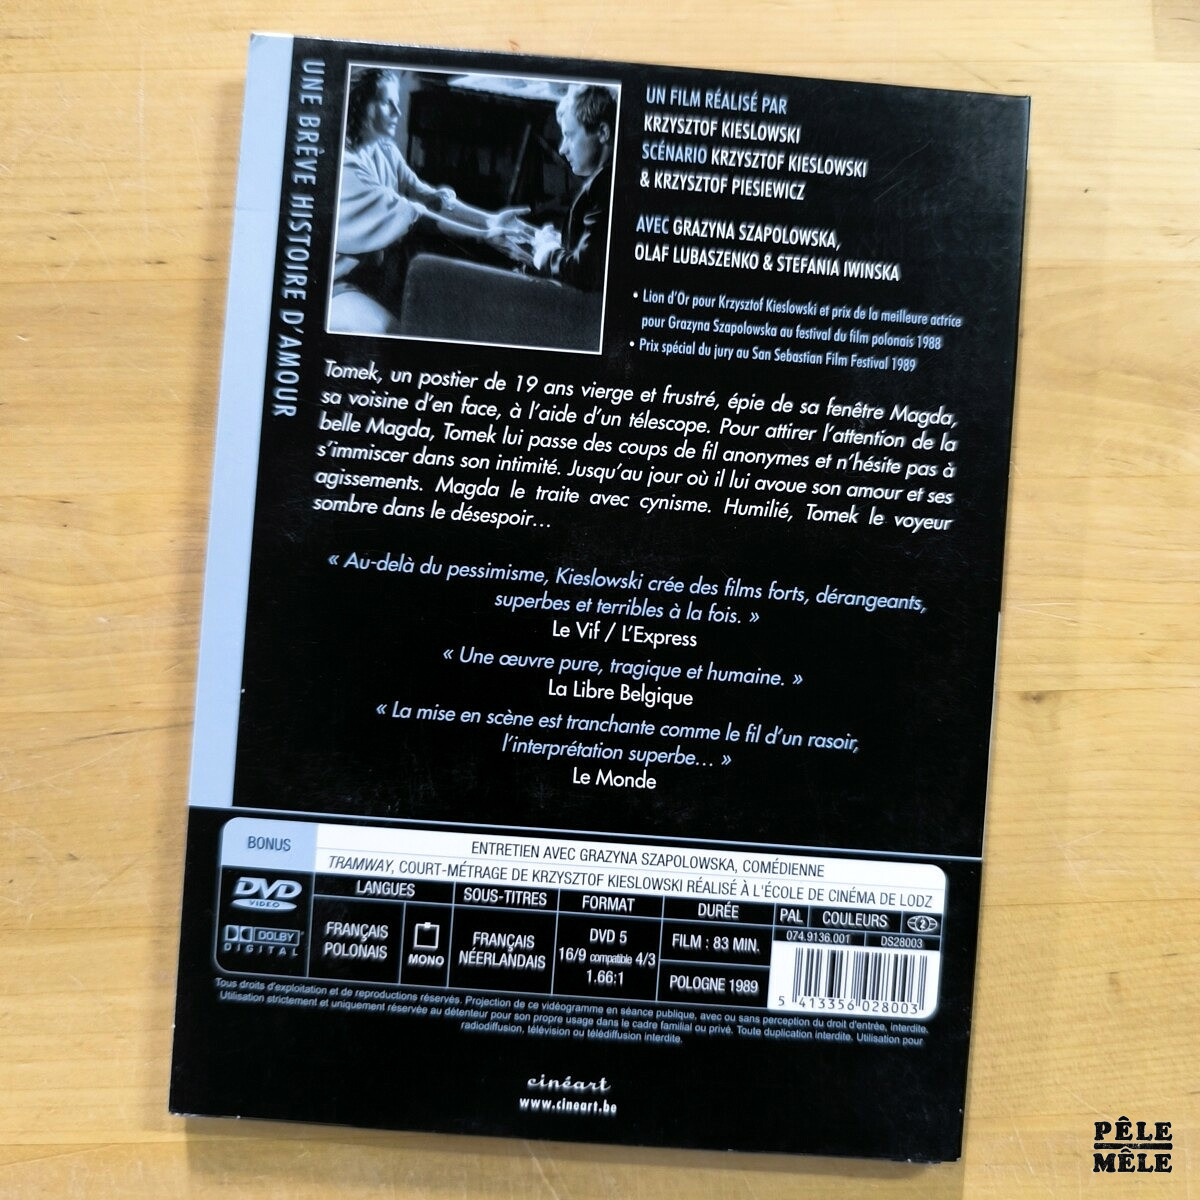 UNE BRÈVE HISTOIRE D'AMOUR
UN FILM RÉALISÉ PAR
KRZYSZTOF KIESLOWSKI
SCÉNARIO KRZYSZTOF KIESLOWSKI
& KRZYSZTOF PIESIEWICZ
AVEC GRAZYNA SZAPOLOWSKA,
OLAF LUBASZENKO & STEFANIA IWINSKA
• Lion d'Or pour Krzysztof Kieslowski et prix de la meilleure actrice
pour Grazyna Szapolowska au festival du film polonais 1988
• Prix spécial du jury au San Sebastian Film Festival 1989
Tomek, un postier de 19 ans vierge et frustré, épie de sa fenêtre Magda,
sa voisine d'en face, à l'aide d'un télescope. Pour attirer l'attention de la
belle Magda, Tomek lui passe des coups de fil anonymes et n'hésite pas à
s'immiscer dans son intimité. Jusqu'au jour où il lui avoue son amour et ses
agissements. Magda le traite avec cynisme. Humilié, Tomek le voyeur
sombre dans le désespoir...
« Au-delà du pessimisme, Kieslowski crée des films forts, dérangeants,
superbes et terribles à la fois. »
Le Vif / L'Express
« Une œuvre pure, tragique et humaine. »
La Libre Belgique
« La mise en scène est tranchante comme le fil d'un rasoir,
l'interprétation superbe... »
Le Monde
BONUS
ENTRETIEN AVEC GRAZYNA SZAPOLOWSKA, COMÉDIENNE
TRAMWAY, COURT-MÉTRAGE DE KRZYSZTOF KIESLOWSKI RÉALISÉ À L'ÉCOLE DE CINÉMA DE LODZ
DVD
VIDEO
DOLBY
DIGITAL
LANGUES
FRANÇAIS
POLONAIS
MONO
SOUS-TITRES
FRANÇAIS
NÉERLANDAIS
FORMAT
DVD 5
16/9 compatible 4/3
1.66:1
DURÉE
FILM : 83 MIN.
POLOGNE 1989
PAL
COULEURS
2
074.9136.001
DS28003
5 413356 028003
Tous droits d'exploitation et de reproductions réservés. Projection de ce vidéogramme en séance publique, avec ou sans perception du droit d'entrée, interdite.
Utilisation strictement et uniquement réservée au détenteur pour son propre usage dans le cadre familial ou privé. Toute duplication interdite. Utilisation pour
radiodiffusion, télévision ou télédiffusion interdite.
cinéart
www.cineart.be
PÊLE
MÊLE